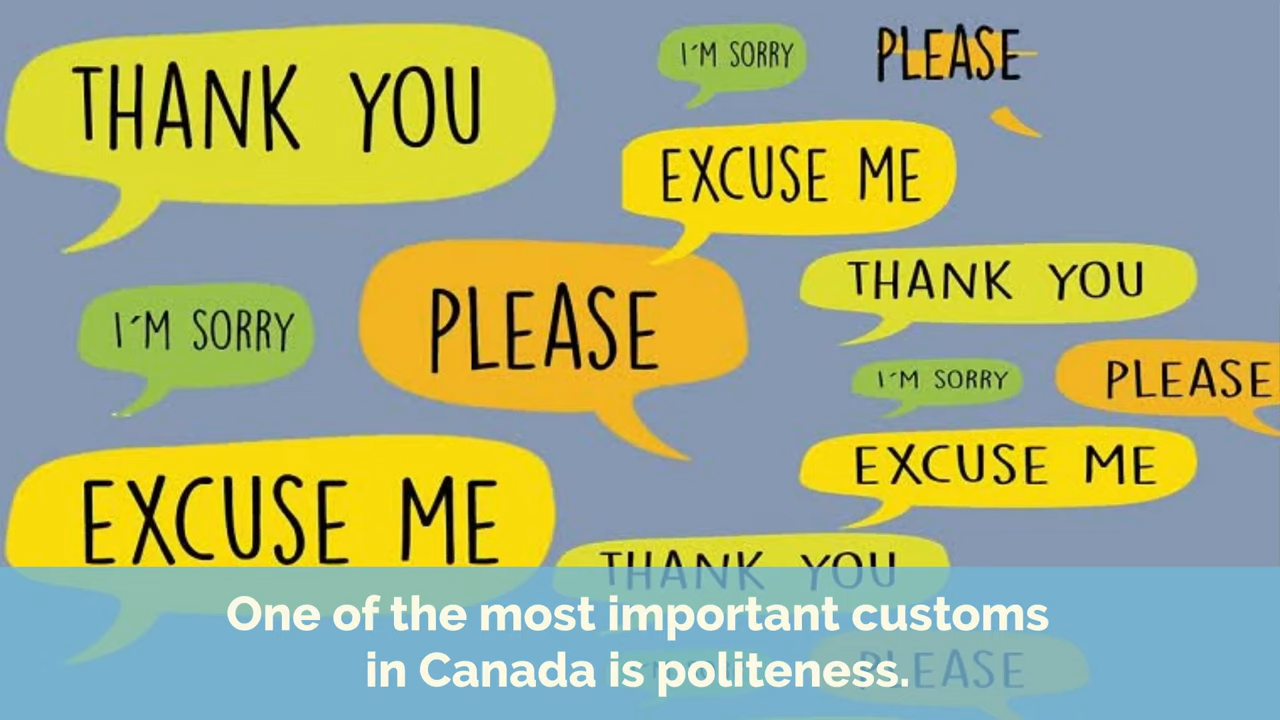 THANK YOU
I´M SORRY
PLEASE
EXCUSE ME
THANK YOU
I´M SORRY
PLEASE
I´M SORRY
PLEASE
EXCUSE ME
EXCUSE ME
THANK YOU
One of the most important customs
in Canada is politeness.
PLEASE